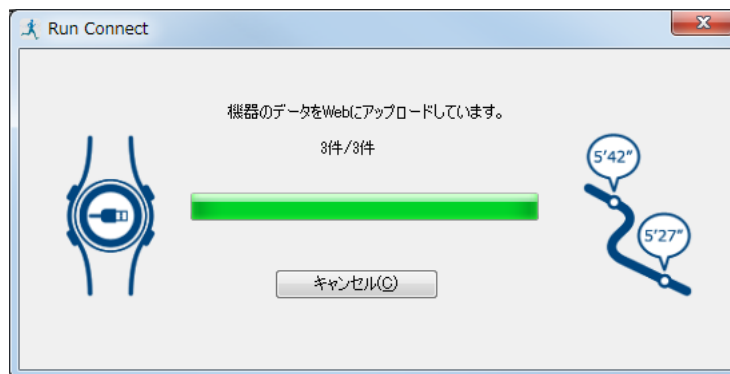 Run Connect
機器のデータをWebにアップロードしています。
3件/3件
5'42"
5'27"
キャンセル(C)